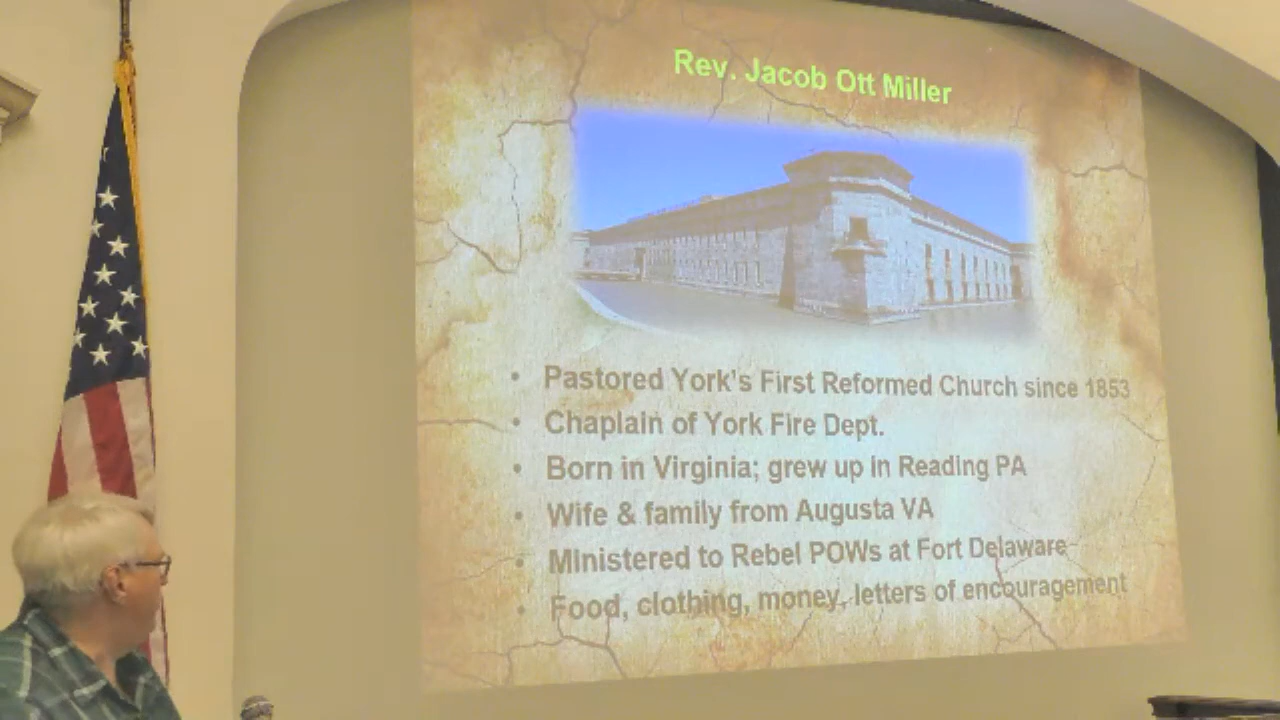 Rev. Jacob Ott Miller
• Pastored York's First Reformed Church since 1853
• Chaplain of York Fire Dept.
• Born in Virginia; grew up in Reading PA
• Wife & family from Augusta VA
• Ministered to Rebel POWs at Fort Delaware
• Food, clothing, money, letters of encouragement